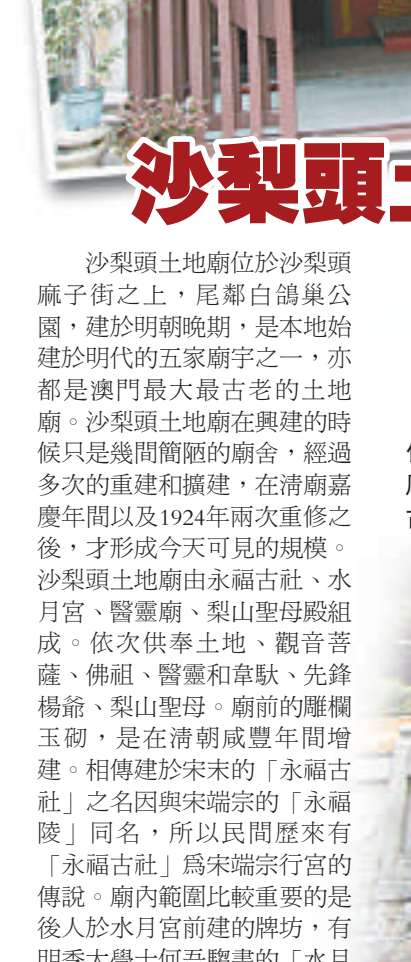 沙梨頭
沙梨頭土地廟位於沙梨頭
麻子街之上，尾鄰白鴿巢公
園，建於明朝晚期，是本地始
建於明代的五家廟宇之一，亦
都是澳門最大最古老的土地
廟。沙梨頭土地廟在興建的時
候只是幾間簡陋的廟舍，經過
多次的重建和擴建，在清廟嘉
慶年間以及1924年兩次重修之
後，才形成今天可見的規模。
沙梨頭土地廟由永福古社、水
月宮、醫靈廟、梨山聖母殿組
成。依次供奉土地、觀音菩
薩、佛祖、醫靈和韋馱、先鋒
楊爺、梨山聖母。廟前的雕欄
玉砌，是在清朝咸豐年間增
建。相傳建於宋末的「永福古
社」之名因與宋端宗的「永福
陵」同名，所以民間歷來有
「永福古社」爲宋端宗行宮的
傳說。廟內範圍比較重要的是
後人於水月宮前建的牌坊，有
明季大學士何吾騶書的「水月